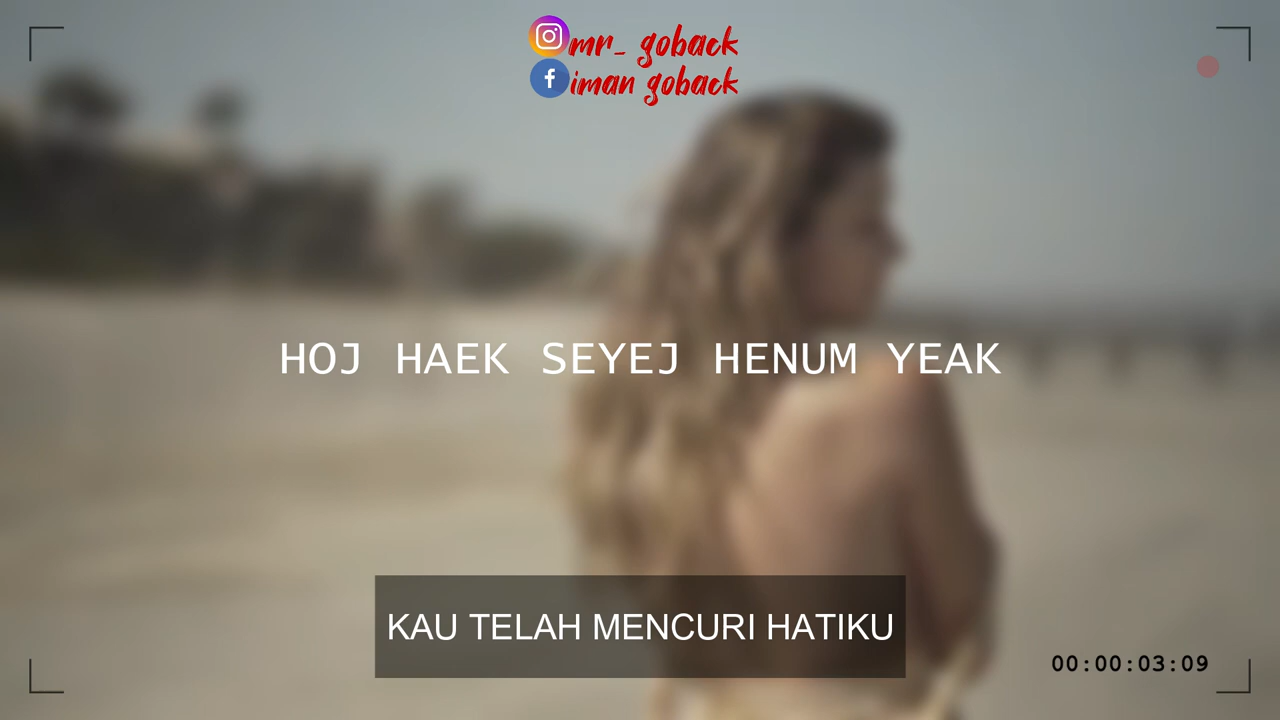 mr_ goback
iman goback
HOJ HAEK SEYEJ HENUM YEAK
KAU TELAH MENCURI HATIKU
00:00:03:09